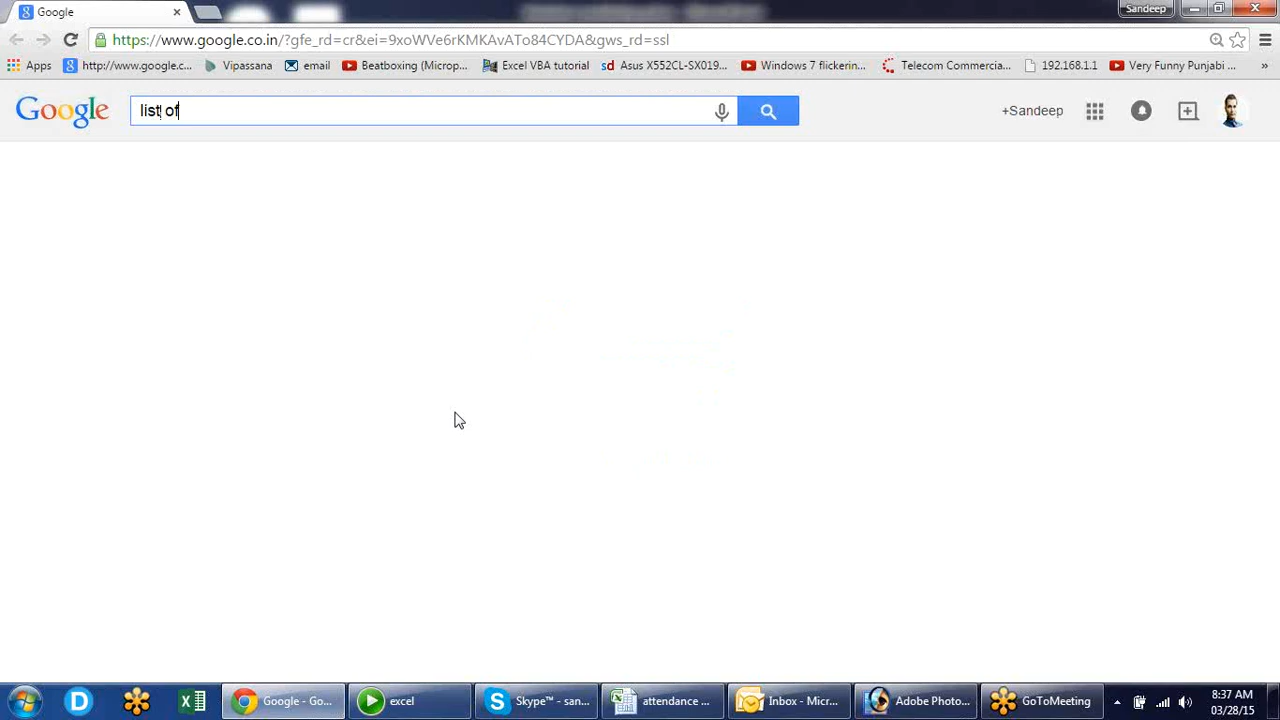 Google
Sandeep
https://www.google.co.in/?gfe_rd=cr&ei=9xoWVe6rKMKAvATo84CYDA&gws_rd=ssl
Apps http://www.google.c... Vipassana email Beatboxing (Microp... Excel VBA tutorial sd Asus X552CL-SX019... Windows 7 flickerin... Telecom Commercia... 192.168.1.1 Very Funny Punjabi ... »
Google list of +Sandeep
D Google - Go... excel Skype™ - san... attendance ... Inbox - Micr... Adobe Photo... GoToMeeting 8:37 AM
03/28/15